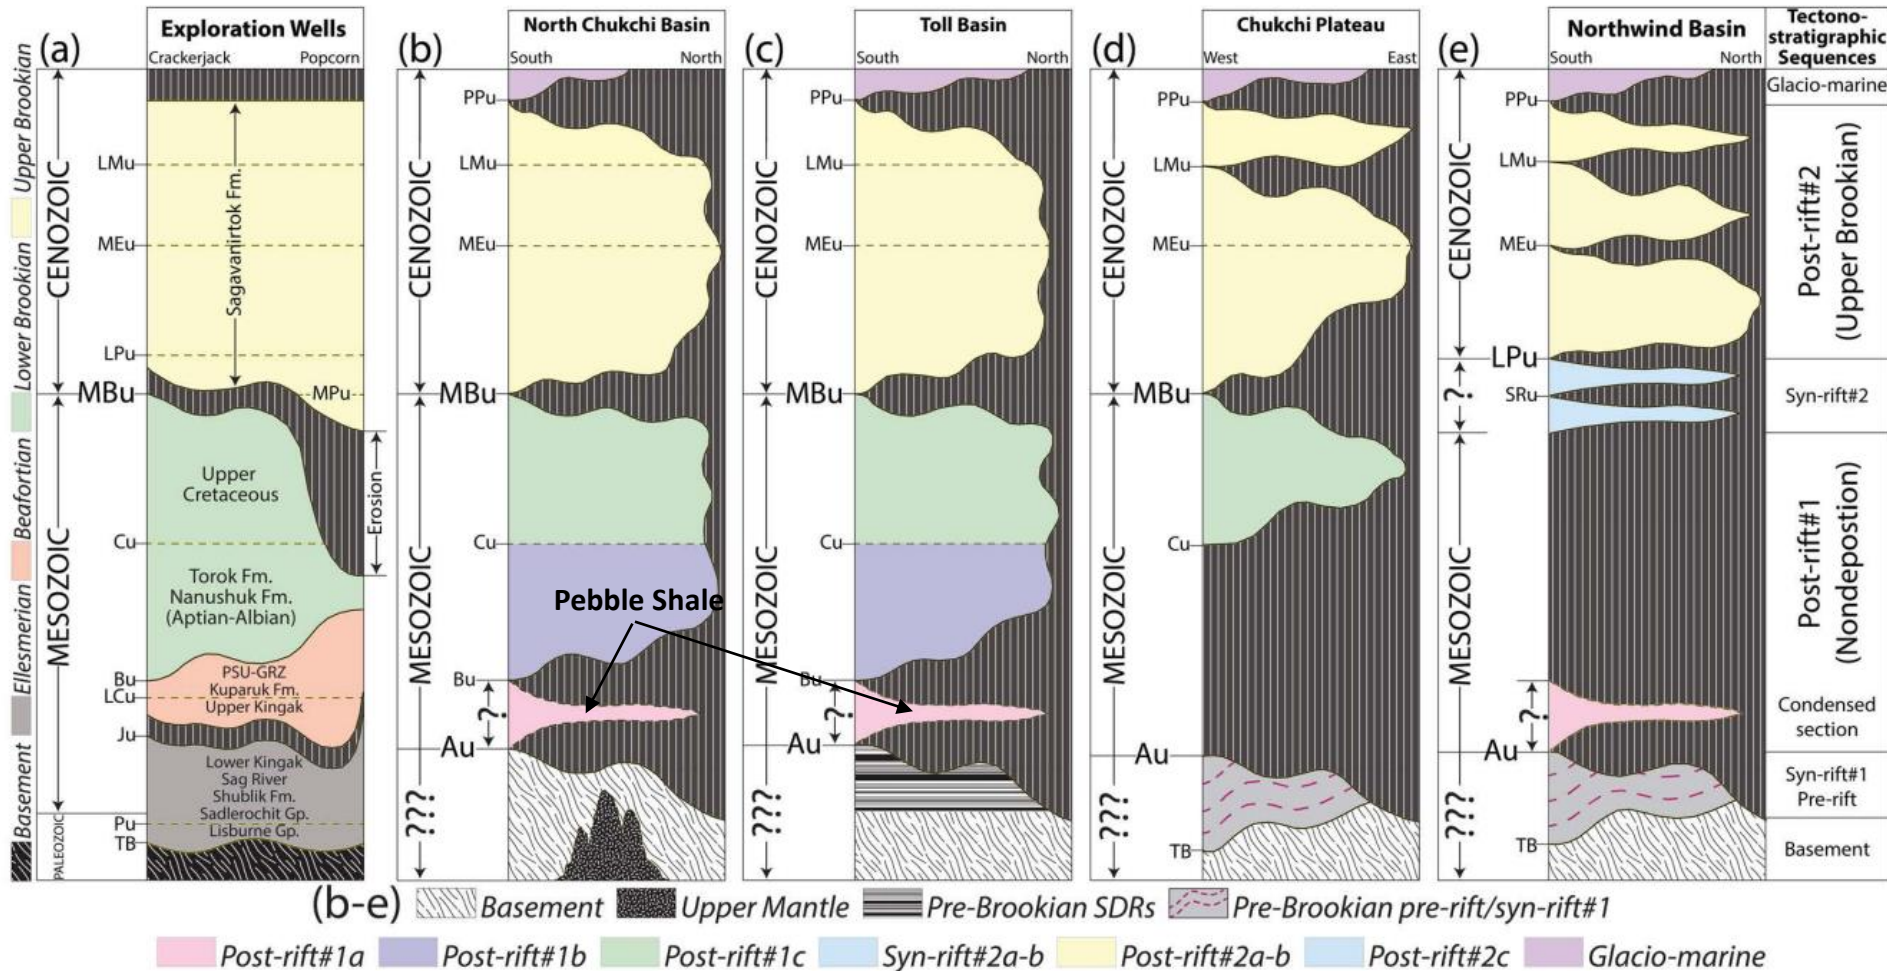 (a)
Exploration Wells
Crackerjack
Popcorn
Upper Brookian
Lower Brookian
Beafortian
Ellesmerian
Basement
CENOZOIC
MESOZOIC
PALEOZOIC
LMu
MEu
LPu
MBu
Cu
Bu
LCu
Ju
Pu
TB
Sagavanirtok Fm.
MPu
Erosion
Upper
Cretaceous
Torok Fm.
Nanushuk Fm.
(Aptian-Albian)
PSU-GRZ
Kuparuk Fm.
Upper Kingak
Lower Kingak
Sag River
Shublik Fm.
Sadlerochit Gp.
Lisburne Gp.
(b)
North Chukchi Basin
South
North
CENOZOIC
MESOZOIC
???
PPu
LMu
MEu
MBu
Cu
Bu
?
Au
Pebble Shale
(c)
Toll Basin
South
North
CENOZOIC
MESOZOIC
???
PPu
LMu
MEu
MBu
Cu
Bu
?
Au
(d)
Chukchi Plateau
West
East
CENOZOIC
MESOZOIC
???
PPu
LMu
MEu
MBu
Cu
Au
TB
(e)
Northwind Basin
South
North
CENOZOIC
?
MESOZOIC
???
PPu
LMu
MEu
LPu
SRu
?
Au
TB
Tectono-
stratigraphic
Sequences
Glacio-marine
Post-rift#2
(Upper Brookian)
Syn-rift#2
Post-rift#1
(Nondepostion)
Condensed
section
Syn-rift#1
Pre-rift
Basement
(b-e) Basement Upper Mantle Pre-Brookian SDRs Pre-Brookian pre-rift/syn-rift#1
Post-rift#1a Post-rift#1b Post-rift#1c Syn-rift#2a-b Post-rift#2a-b Post-rift#2c Glacio-marine